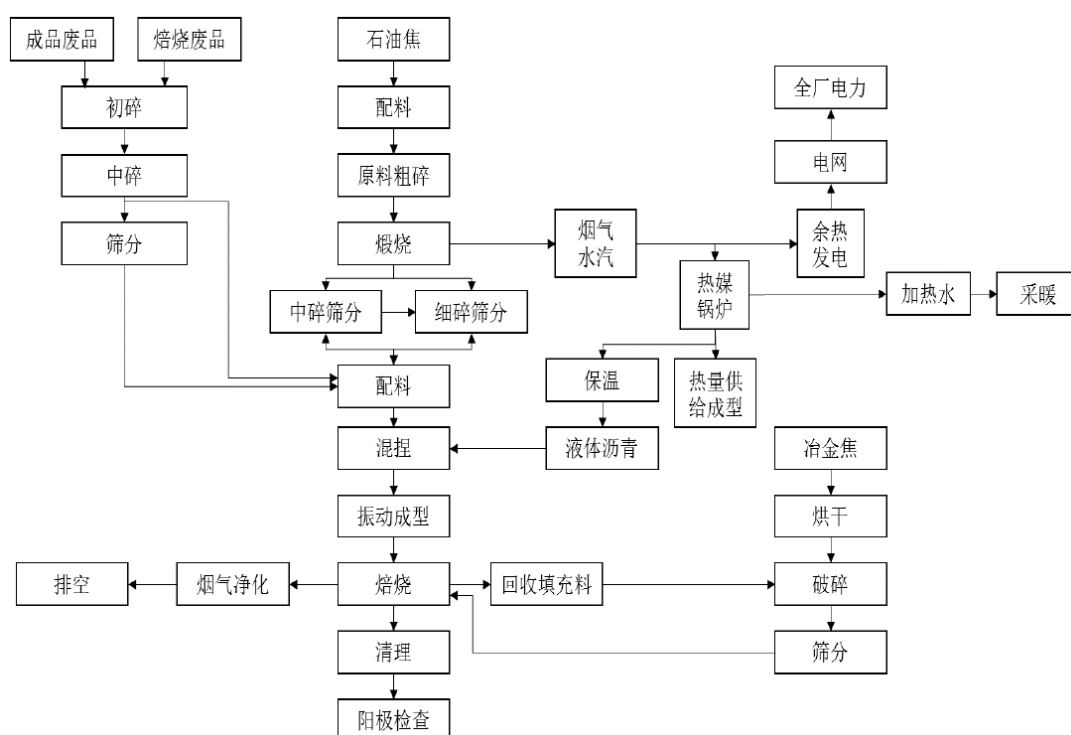 成品废品
焙烧废品
石油焦
全厂电力
初碎
配料
电网
中碎
原料粗碎
筛分
煅烧
烟气
水汽
余热
发电
热媒
锅炉
加热水
采暖
中碎筛分
细碎筛分
配料
保温
热量供
给成型
混捏
液体沥青
冶金焦
振动成型
烘干
排空
烟气净化
焙烧
回收填充料
破碎
清理
筛分
阳极检查